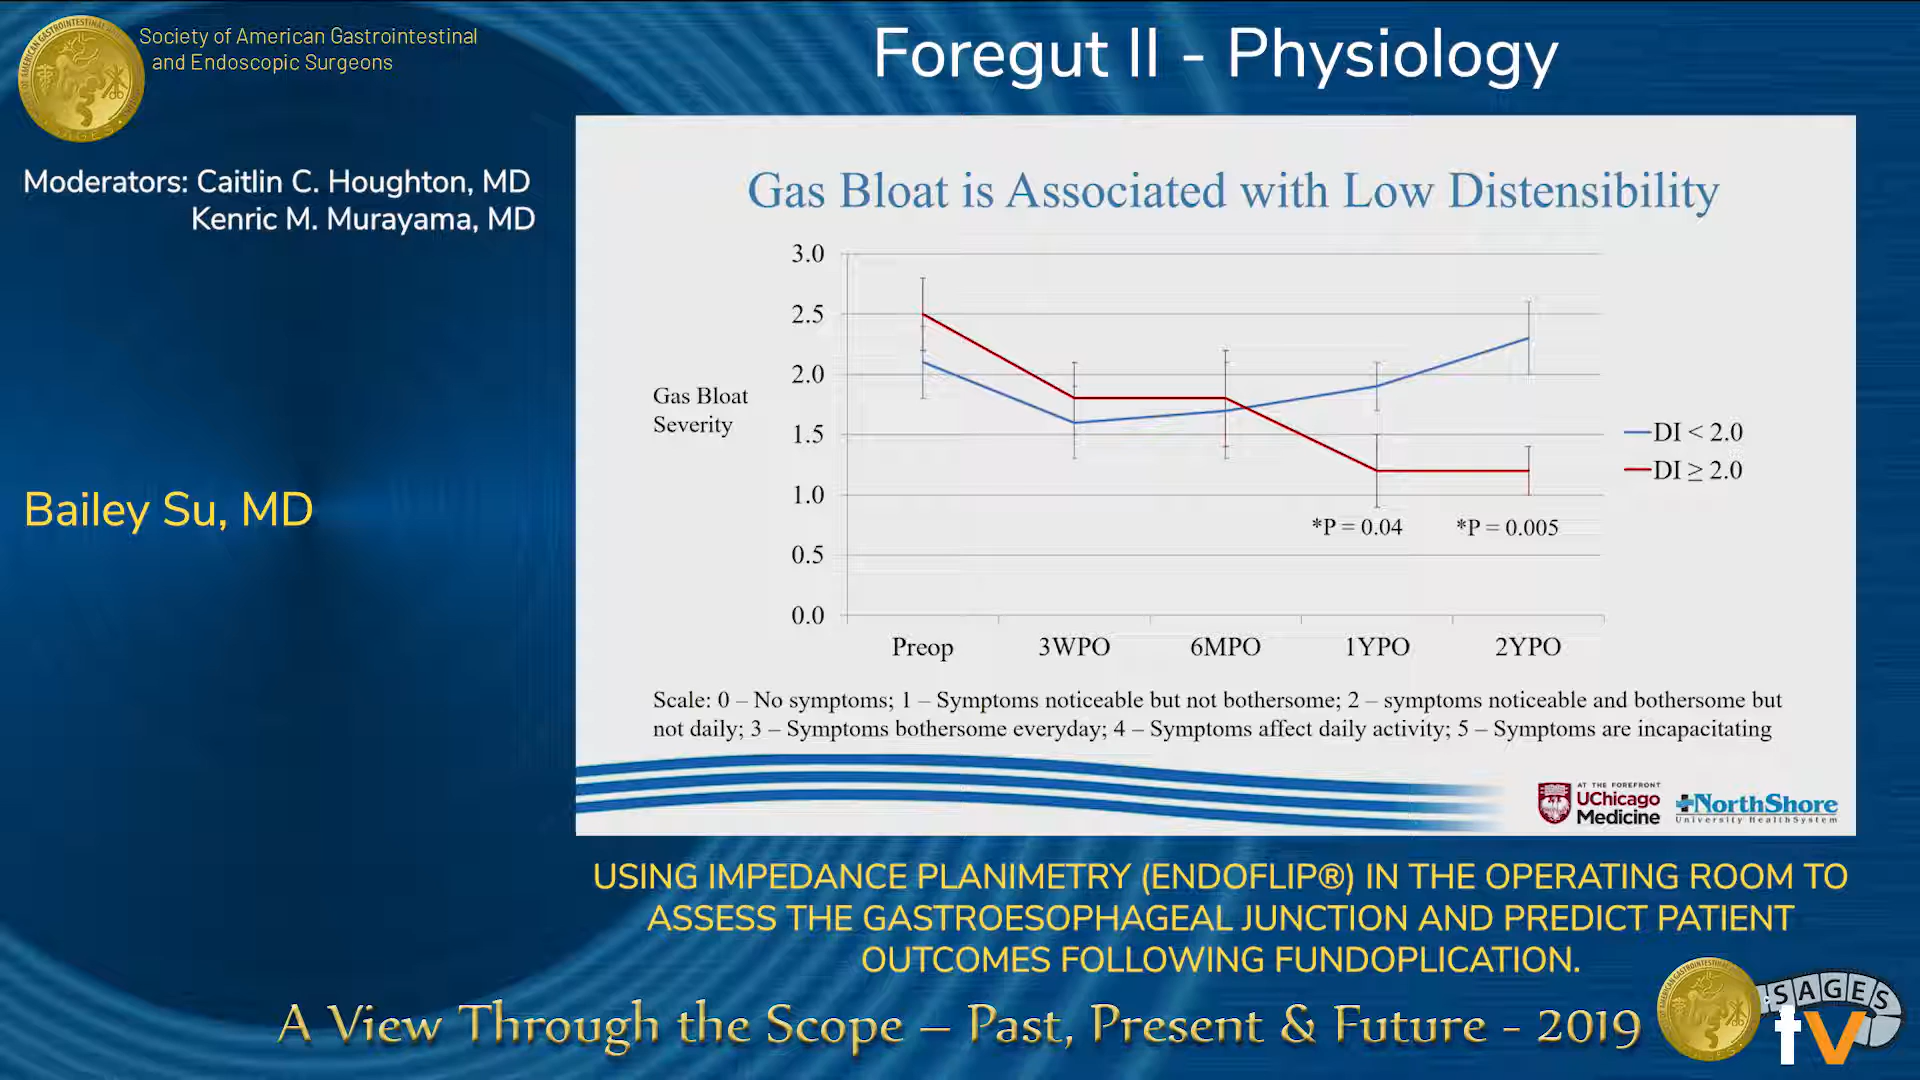 Society of American Gastrointestinal
and Endoscopic Surgeons
Foregut II - Physiology
Moderators: Caitlin C. Houghton, MD
Kenric M. Murayama, MD
Bailey Su, MD
Gas Bloat is Associated with Low Distensibility
Gas Bloat
Severity
3.0
2.5
2.0
1.5
1.0
0.5
0.0
*P = 0.04 *P = 0.005
Preop 3WPO 6MPO 1YPO 2YPO
DI < 2.0
DI ≥ 2.0
Scale: 0 – No symptoms; 1 – Symptoms noticeable but not bothersome; 2 – symptoms noticeable and bothersome but
not daily; 3 – Symptoms bothersome everyday; 4 – Symptoms affect daily activity; 5 – Symptoms are incapacitating
AT THE FOREFRONT
UChicago
Medicine
NorthShore
University HealthSystem
USING IMPEDANCE PLANIMETRY (ENDOFLIP®) IN THE OPERATING ROOM TO
ASSESS THE GASTROESOPHAGEAL JUNCTION AND PREDICT PATIENT
OUTCOMES FOLLOWING FUNDOPLICATION.
A View Through the Scope – Past, Present & Future - 2019
SAGES
tv